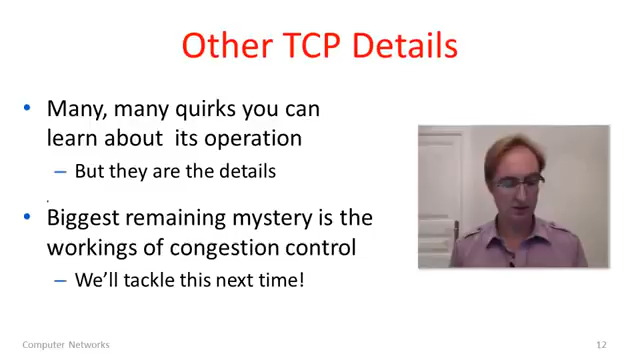 Other TCP Details
• Many, many quirks you can
learn about its operation
– But they are the details
• Biggest remaining mystery is the
workings of congestion control
– We'll tackle this next time!
Computer Networks
12